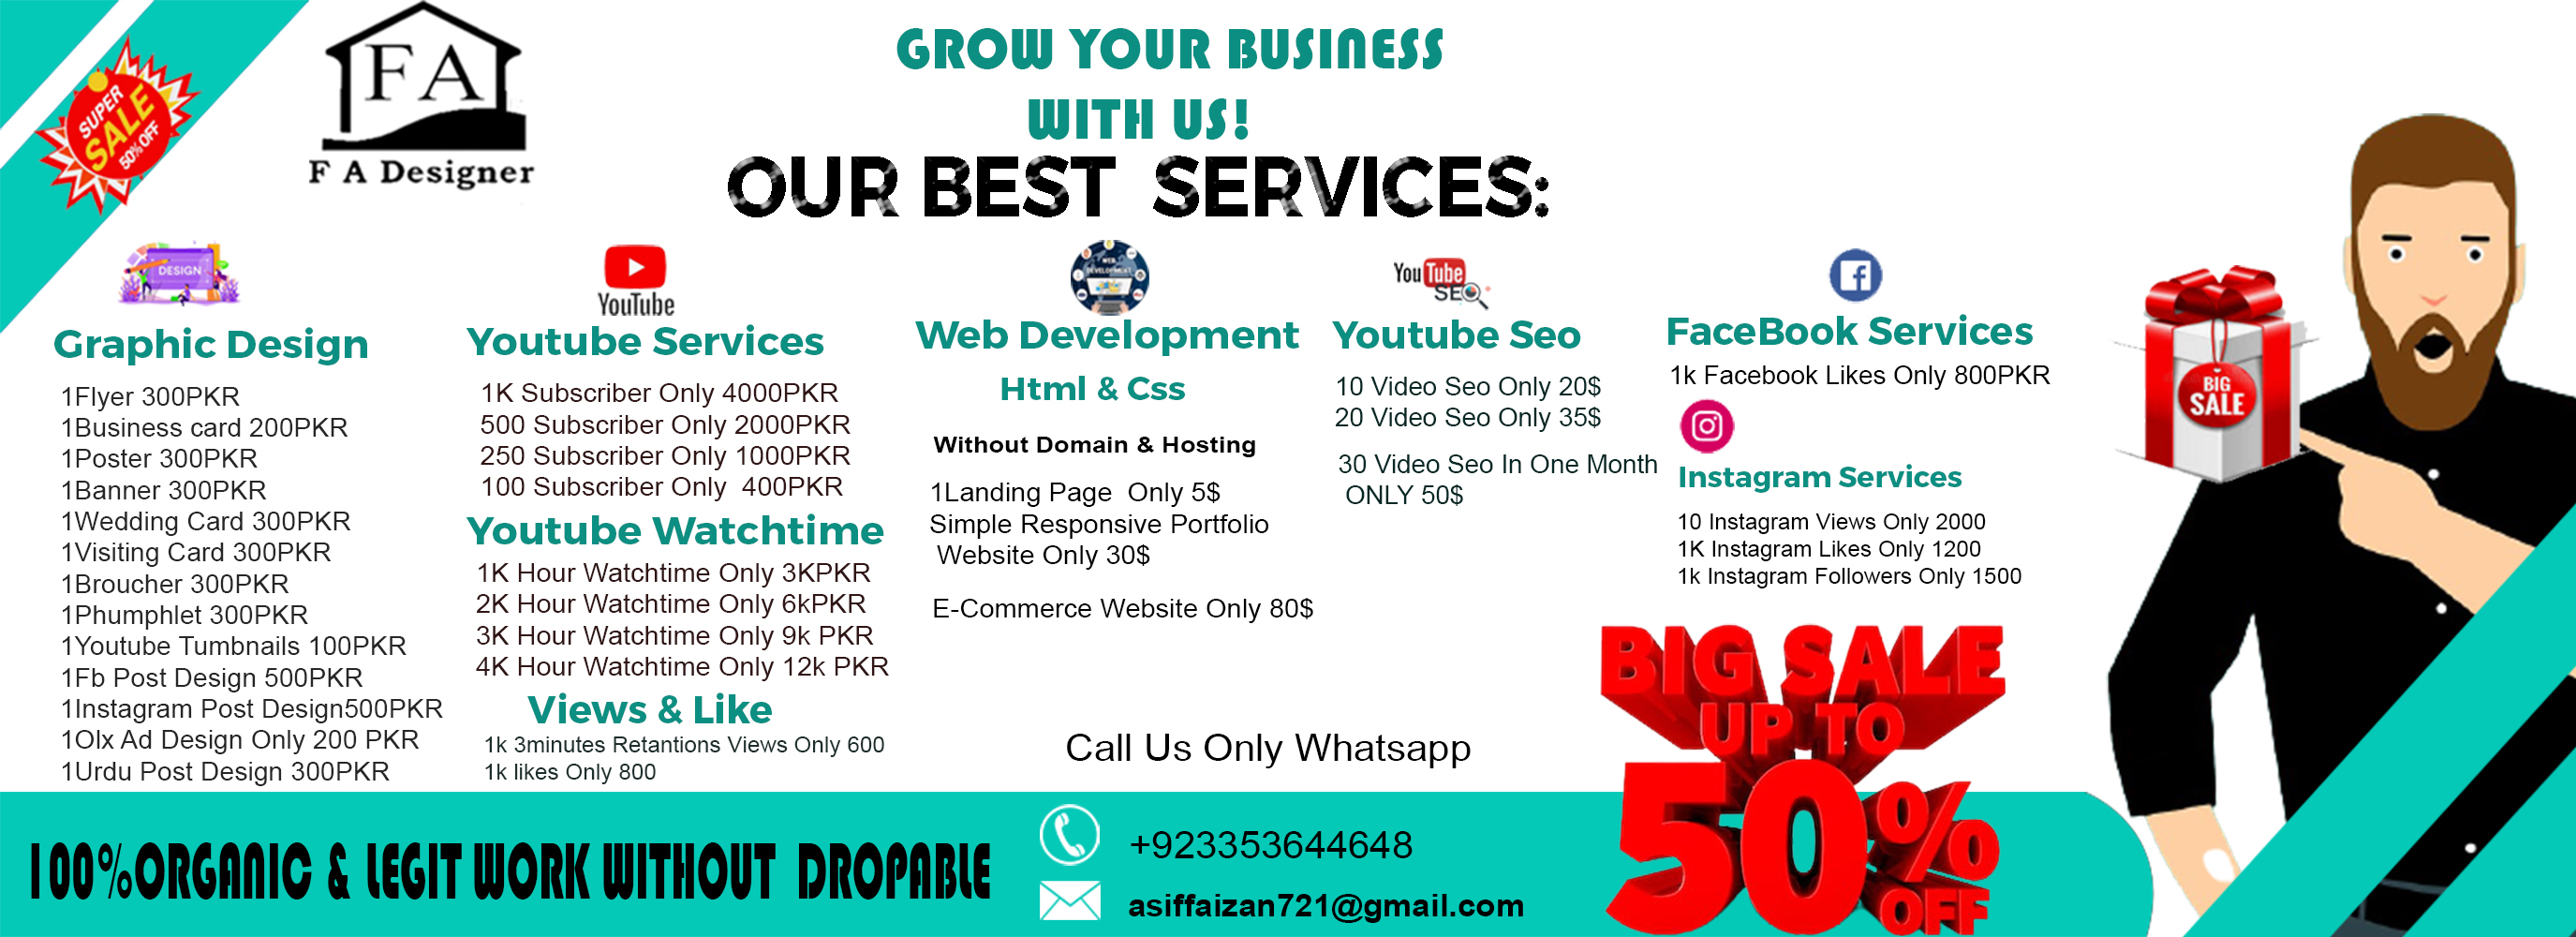 SUPER
SALE
50% OFF
FA
F A Designer
GROW YOUR BUSINESS
WITH US!
OUR BEST SERVICES:
DESIGN
Graphic Design
1Flyer 300PKR
1Business card 200PKR
1Poster 300PKR
1Banner 300PKR
1Wedding Card 300PKR
1Visiting Card 300PKR
1Broucher 300PKR
1Phumphlet 300PKR
1Youtube Tumbnails 100PKR
1Fb Post Design 500PKR
1Instagram Post Design500PKR
1Olx Ad Design Only 200 PKR
1Urdu Post Design 300PKR
YouTube
Youtube Services
1K Subscriber Only 4000PKR
500 Subscriber Only 2000PKR
250 Subscriber Only 1000PKR
100 Subscriber Only  400PKR
Youtube Watchtime
1K Hour Watchtime Only 3KPKR
2K Hour Watchtime Only 6kPKR
3K Hour Watchtime Only 9k PKR
4K Hour Watchtime Only 12k PKR
Views & Like
1k 3minutes Retantions Views Only 600
1k likes Only 800
WEB
DEVELOPMENT
Web Development
Html & Css
Without Domain & Hosting
1Landing Page  Only 5$
Simple Responsive Portfolio
Website Only 30$
E-Commerce Website Only 80$
YouTube
SEO
Youtube Seo
10 Video Seo Only 20$
20 Video Seo Only 35$
30 Video Seo In One Month
ONLY 50$
FaceBook Services
1k Facebook Likes Only 800PKR
Instagram Services
10 Instagram Views Only 2000
1K Instagram Likes Only 1200
1k Instagram Followers Only 1500
BIG
SALE
BIG SALE
UP TO
50%
OFF
Call Us Only Whatsapp
+923353644648
asiffaizan721@gmail.com
100%ORGANIC & LEGIT WORK WITHOUT  DROPABLE